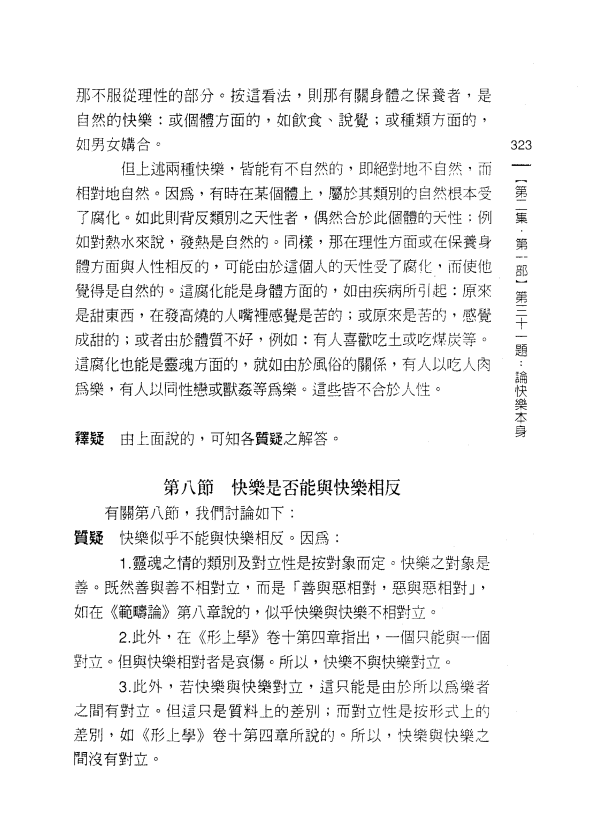 那不服從理性的部分。按這看法，則那有關身體之保養者，是
自然的快樂：或個體方面的，如飲食、說覺；或種類方面的，
如男女媾合。
但上述兩種快樂，皆能有不自然的，即絕對地不自然，而
相對地自然。因為，有時在某個體上，屬於其類別的自然根本受
了腐化。如此則背反類別之天性者，偶然合於此個體的天性：例
如對熱水來說，發熱是自然的。同樣，那在理性方面或在保養身
體方面與人性相反的，可能由於這個人的天性受了腐化，而使他
覺得是自然的。這腐化能是身體方面的，如由疾病所引起：原來
是甜東西，在發高燒的人嘴裡感覺是苦的；或原來是苦的，感覺
成甜的；或者由於體質不好，例如：有人喜歡吃土或吃煤炭等。
這腐化也能是靈魂方面的，就如由於風俗的關係，有人以吃人肉
為樂，有人以同性戀或獸姦等為樂。這些皆不合於人性。
釋疑　由上面說的，可知各質疑之解答。
第八節　快樂是否能與快樂相反
有關第八節，我們討論如下：
質疑　快樂似乎不能與快樂相反。因為：
1.靈魂之情的類別及對立性是按對象而定。快樂之對象是
善。既然善與善不相對立，而是「善與惡相對，惡與惡相對」，
如在《範疇論》第八章說的，似乎快樂與快樂不相對立。
2.此外，在《形上學》卷十第四章指出，一個只能與一個
對立。但與快樂相對者是哀傷。所以，快樂不與快樂對立。
3.此外，若快樂與快樂對立，這只能是由於所以為樂者
之間有對立。但這只是質料上的差別；而對立性是按形式上的
差別，如《形上學》卷十第四章所說的。所以，快樂與快樂之
間沒有對立。
323
【第二集．第一部】第三十一題：論快樂本身